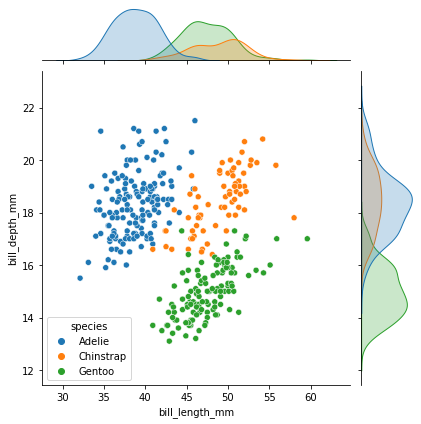 22
20
18
16
14
12
bill_depth_mm
species
Adelie
Chinstrap
Gentoo
30 35 40 45 50 55 60
bill_length_mm